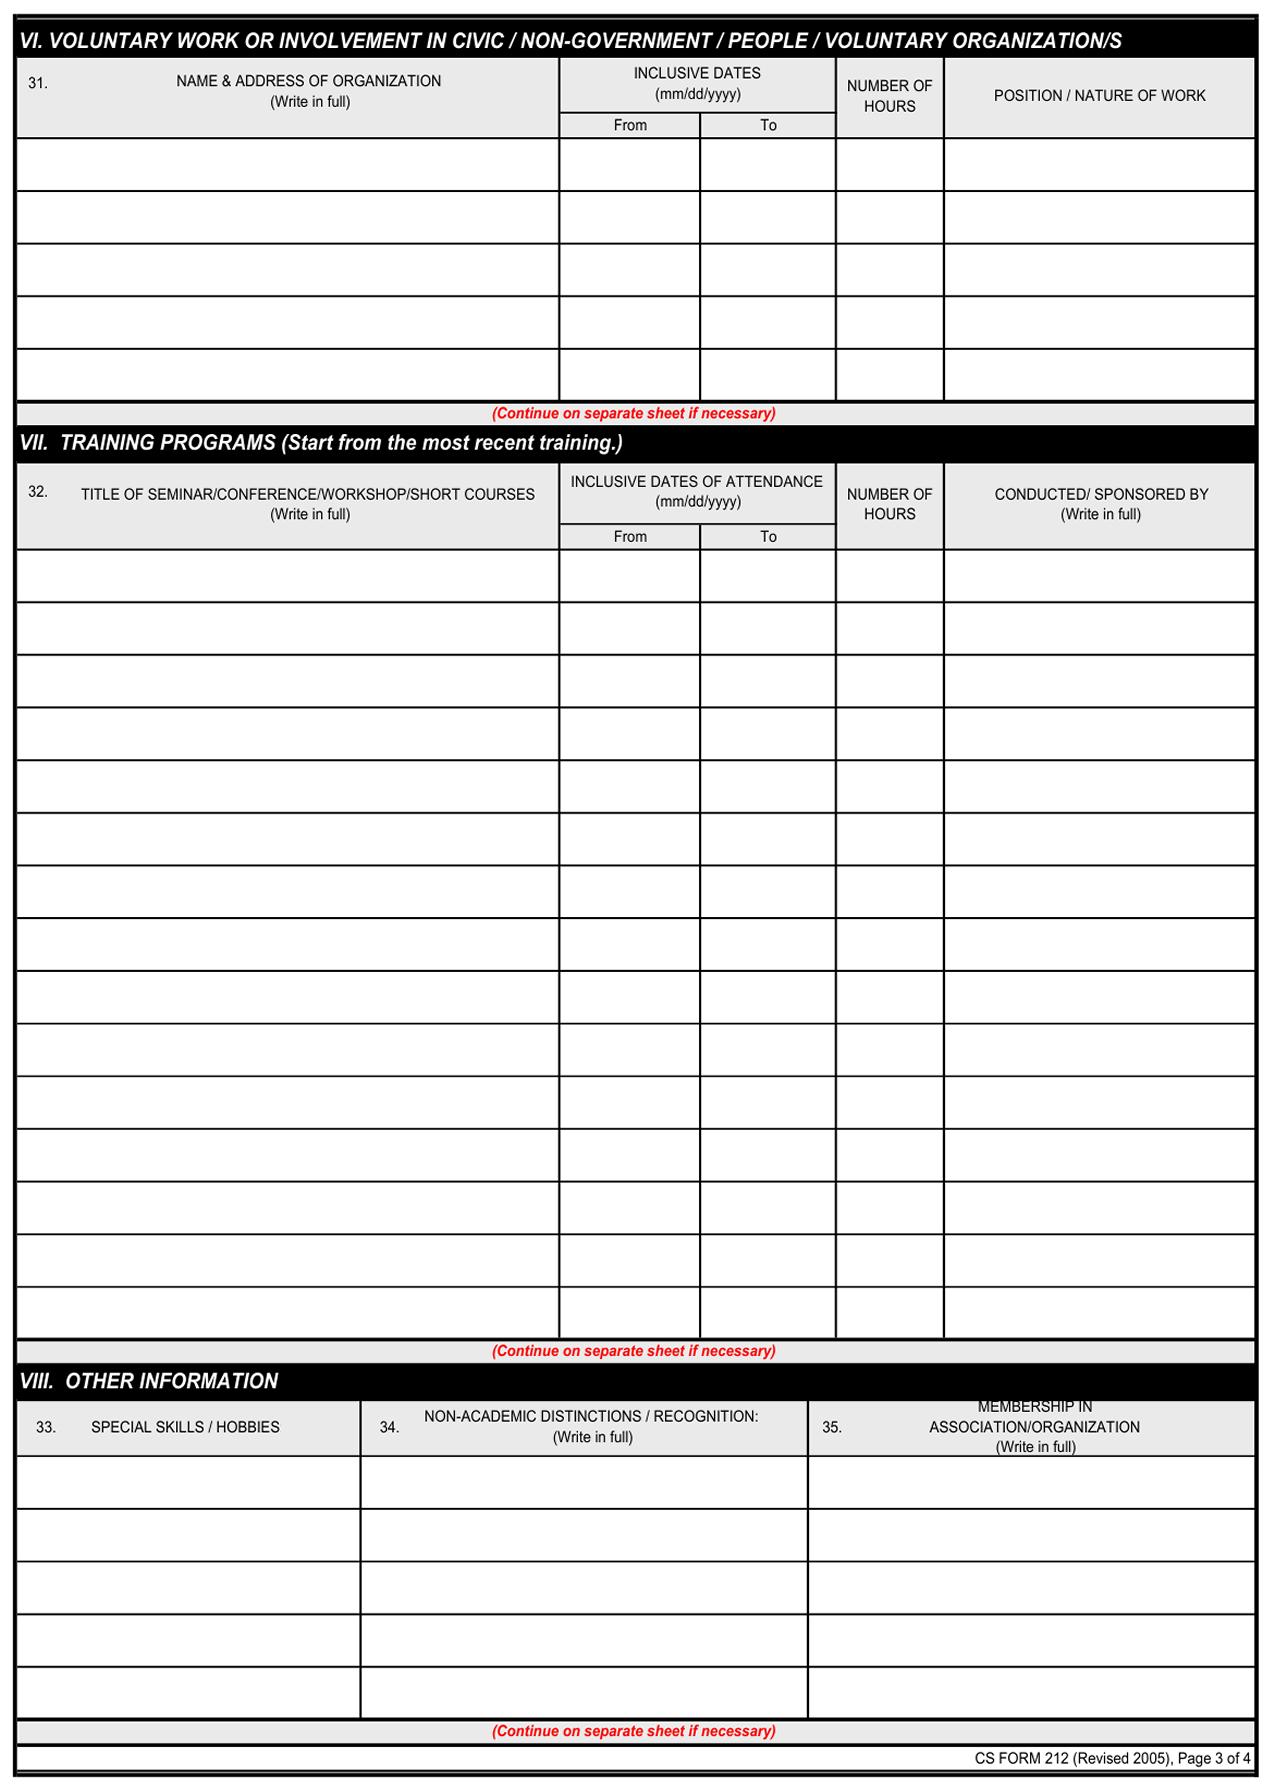 VI. VOLUNTARY WORK OR INVOLVEMENT IN CIVIC / NON-GOVERNMENT / PEOPLE / VOLUNTARY ORGANIZATION/S
31.
NAME & ADDRESS OF ORGANIZATION
(Write in full)
INCLUSIVE DATES
(mm/dd/yyyy)
From
To
NUMBER OF
HOURS
POSITION / NATURE OF WORK
(Continue on separate sheet if necessary)
VII. TRAINING PROGRAMS (Start from the most recent training.)
32.
TITLE OF SEMINAR/CONFERENCE/WORKSHOP/SHORT COURSES
(Write in full)
INCLUSIVE DATES OF ATTENDANCE
(mm/dd/yyyy)
From
To
NUMBER OF
HOURS
CONDUCTED/ SPONSORED BY
(Write in full)
(Continue on separate sheet if necessary)
VIII. OTHER INFORMATION
33.
SPECIAL SKILLS / HOBBIES
34.
NON-ACADEMIC DISTINCTIONS / RECOGNITION:
(Write in full)
35.
MEMBERSHIP IN
ASSOCIATION/ORGANIZATION
(Write in full)
(Continue on separate sheet if necessary)
CS FORM 212 (Revised 2005), Page 3 of 4